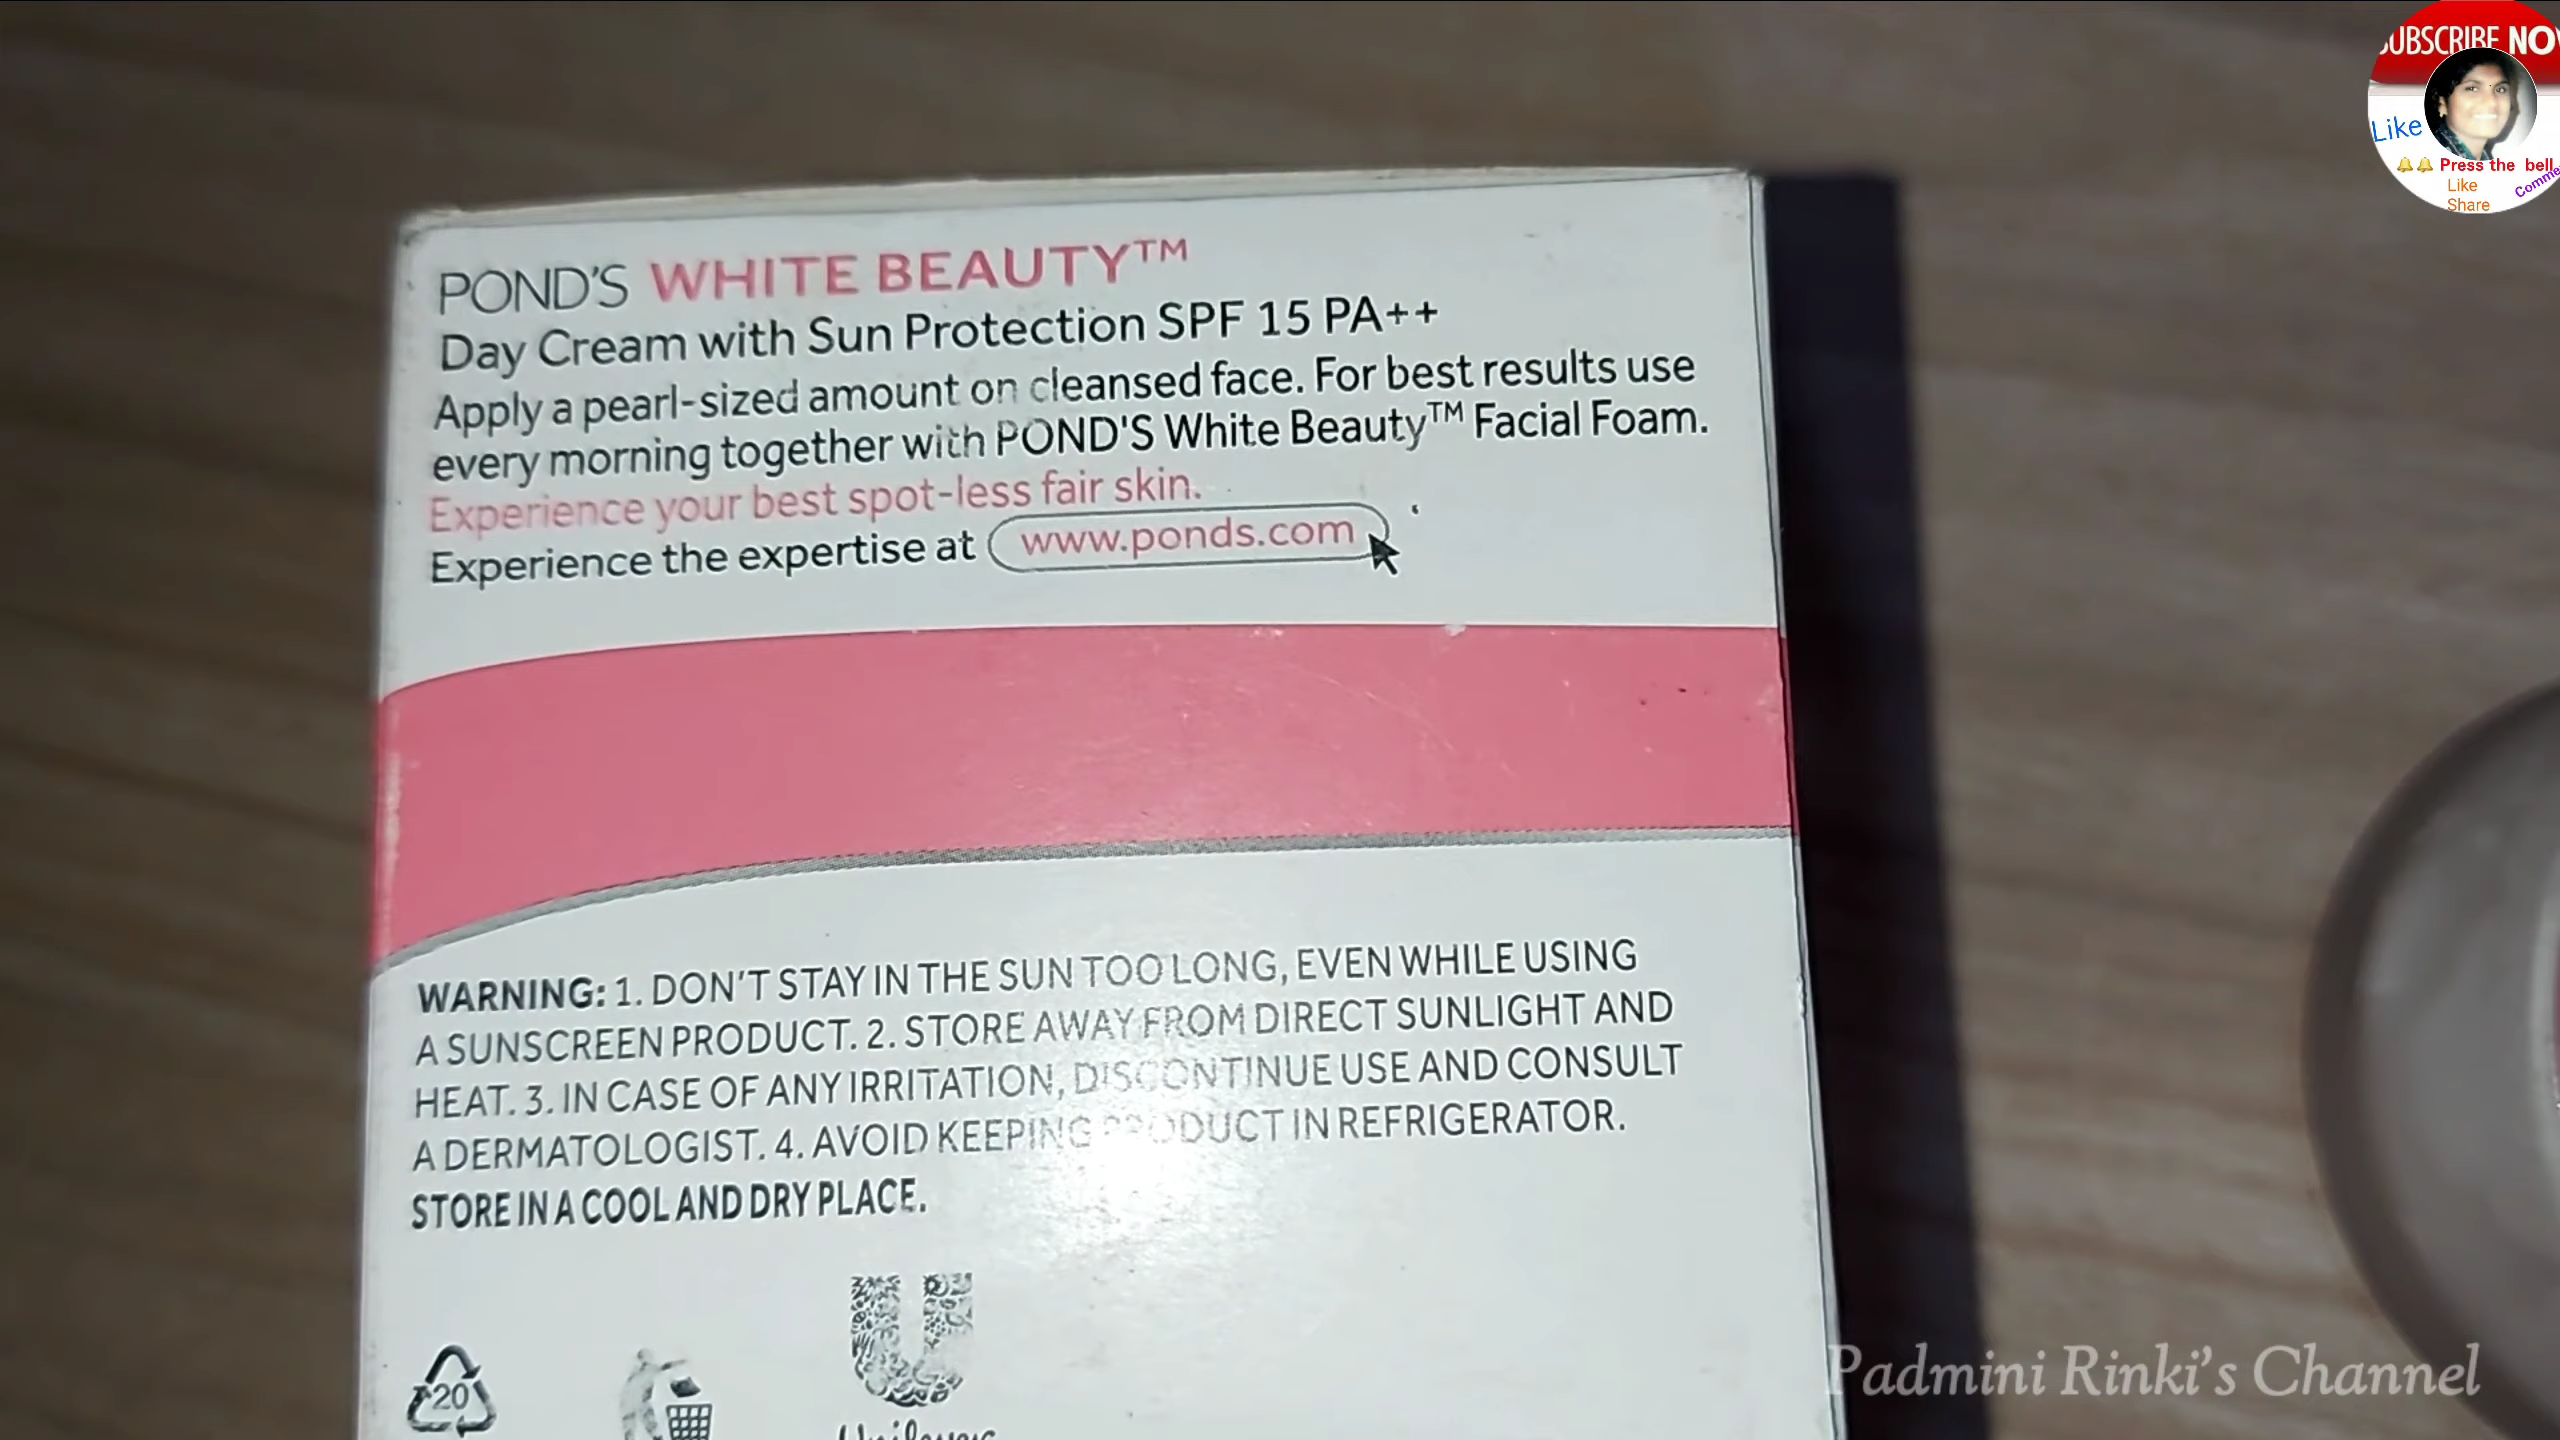 SUBSCRIBE NO
Like
Press the bell
Like
Share
POND'S WHITE BEAUTY™
Day Cream with Sun Protection SPF 15 PA++
Apply a pearl-sized amount on cleansed face. For best results use
every morning together with POND'S White Beauty™ Facial Foam.
Experience your best spot-less fair skin.
Experience the expertise at www.ponds.com
WARNING: 1. DON'T STAY IN THE SUN TOO LONG, EVEN WHILE USING
A SUNSCREEN PRODUCT. 2. STORE AWAY FROM DIRECT SUNLIGHT AND
HEAT. 3. IN CASE OF ANY IRRITATION, DISCONTINUE USE AND CONSULT
A DERMATOLOGIST. 4. AVOID KEEPING PRODUCT IN REFRIGERATOR.
STORE IN A COOL AND DRY PLACE.
20
Unilever
Padmini Rinki's Channel